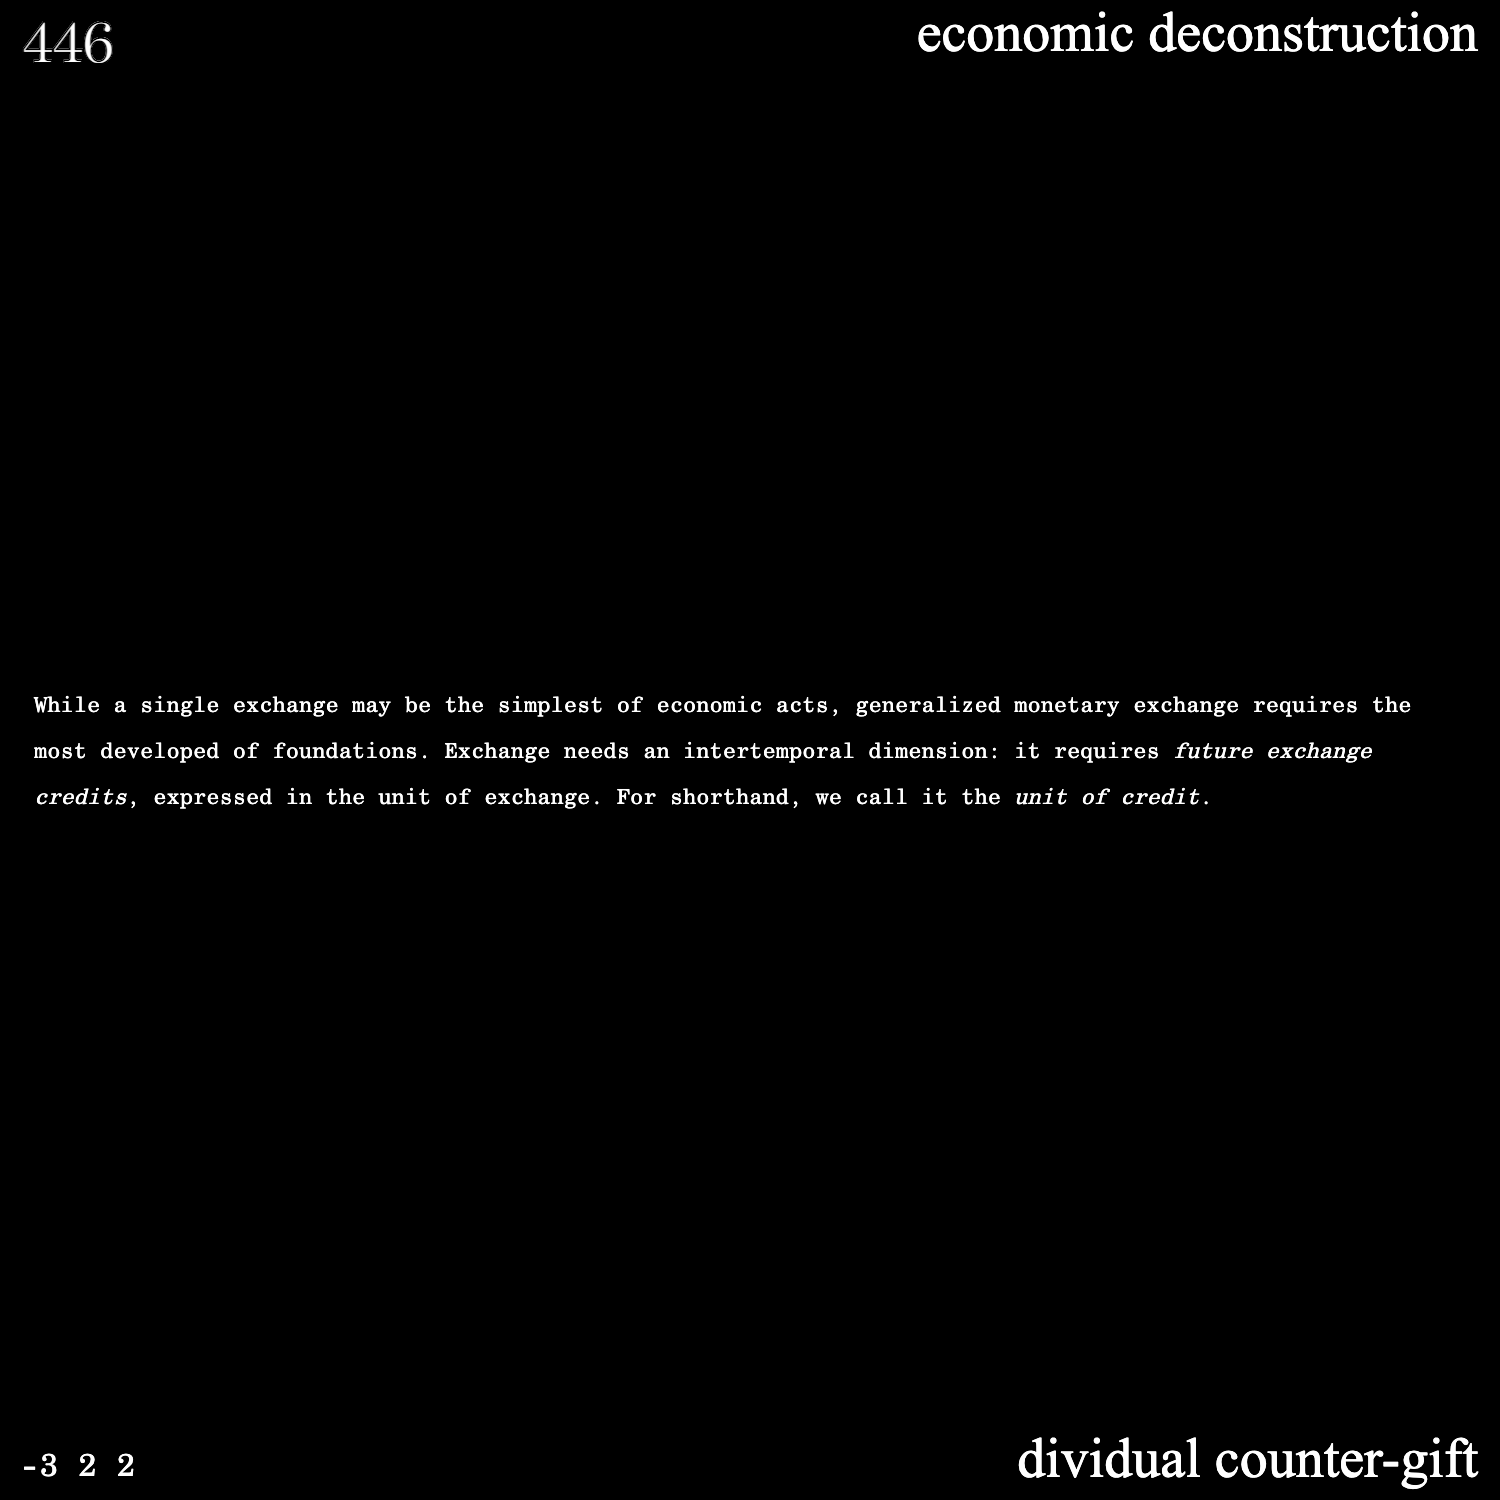 446
economic deconstruction
While a single exchange may be the simplest of economic acts, generalized monetary exchange requires the
most developed of foundations. Exchange needs an intertemporal dimension: it requires future exchange
credits, expressed in the unit of exchange. For shorthand, we call it the unit of credit.
-3 2 2
dividual counter-gift